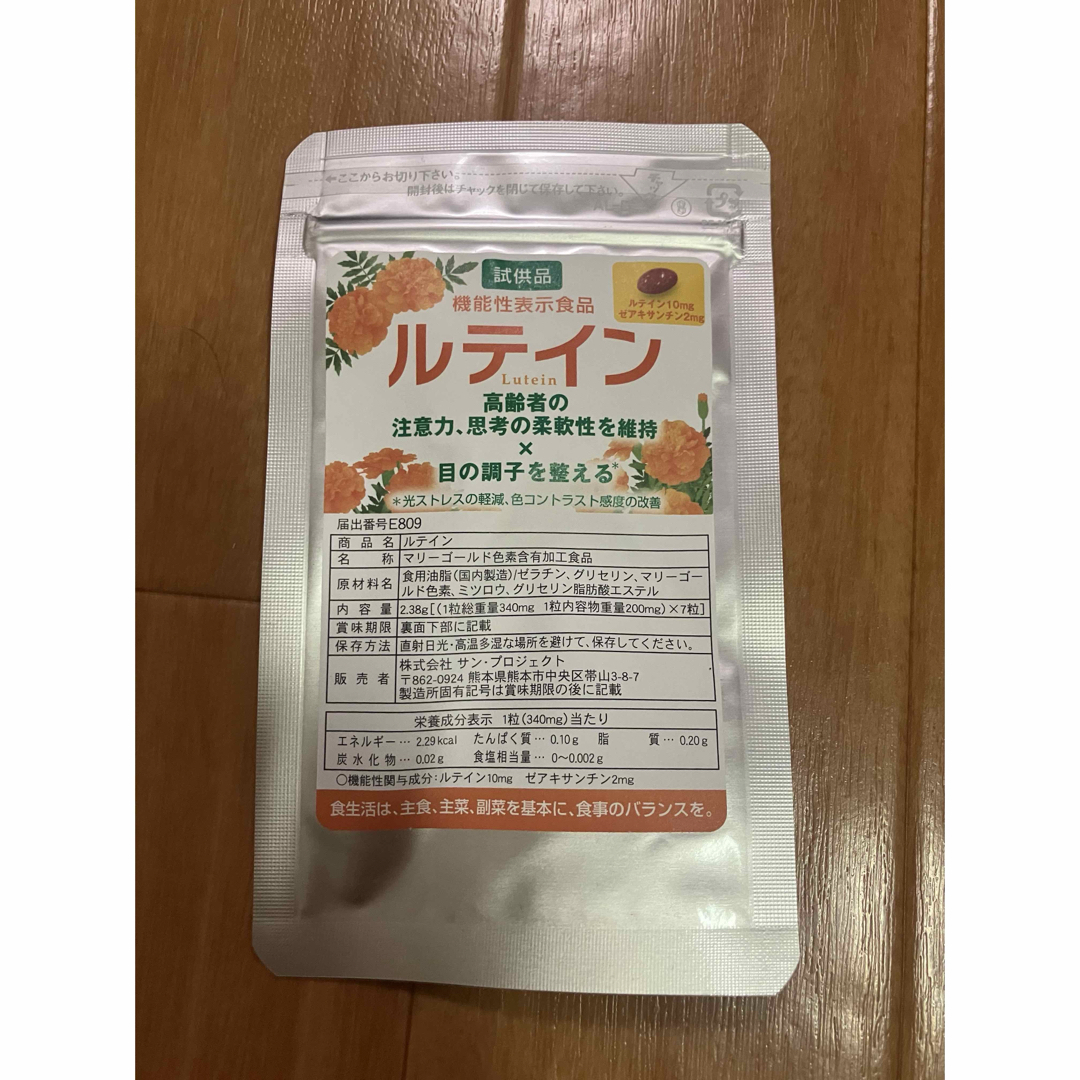 ←ここからお切り下さい。
開封後はチャックを閉じて保存して下さい。
チャック
プラ
試供品
機能性表示食品
ルテイン10mg
ゼアキサンチン2mg
ルテイン
Lutein
高齢者の
注意力、思考の柔軟性を維持
×
目の調子を整える*
*光ストレスの軽減、色コントラスト感度の改善
届出番号E809
商品名 ルテイン
名称 マリーゴールド色素含有加工食品
原材料名 食用油脂(国内製造)/ゼラチン、グリセリン、マリーゴー
ルド色素、ミツロウ、グリセリン脂肪酸エステル
内容量 2.38g[(1粒総重量340mg 1粒内容物重量200mg)×7粒]
賞味期限 裏面下部に記載
保存方法 直射日光・高温多湿な場所を避けて、保存してください。
販売者 株式会社 サン・プロジェクト
〒862-0924 熊本県熊本市中央区帯山3-8-7
製造所固有記号は賞味期限の後に記載
栄養成分表示 1粒(340mg)当たり
エネルギー…2.29kcal たんぱく質…0.10g 脂質…0.20g
炭水化物…0.02g 食塩相当量…0〜0.002g
○機能性関与成分:ルテイン10mg ゼアキサンチン2mg
食生活は、主食、主菜、副菜を基本に、食事のバランスを。